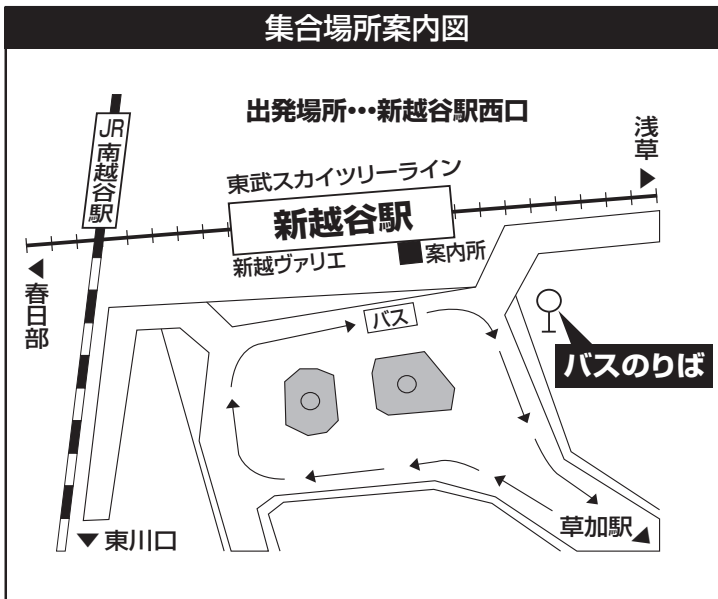 集合場所案内図
出発場所…新越谷駅西口
JR
南越谷駅
浅草
東武スカイツリーライン
新越谷駅
新越ヴァリエ
案内所
春日部
バス
バスのりば
東川口
草加駅